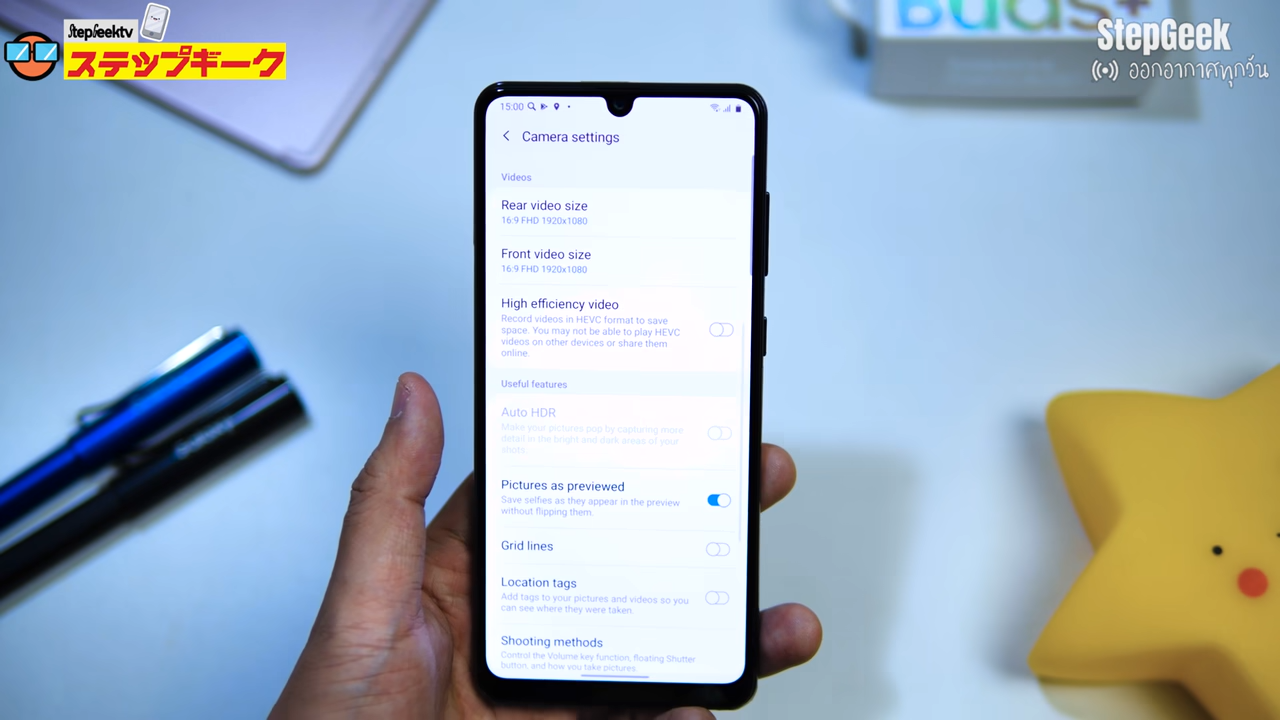 StepGeektv
ステップギーク
Buds+
StepGeek
ออกอากาศทุกวัน
15:00
Camera settings
Videos
Rear video size
16:9 FHD 1920x1080
Front video size
16:9 FHD 1920x1080
High efficiency video
Record videos in HEVC format to save
space. You may not be able to play HEVC
videos on other devices or share them
online.
Useful features
Auto HDR
Make your pictures pop by capturing more
detail in the bright and dark areas of your
shots.
Pictures as previewed
Save selfies as they appear in the preview
without flipping them.
Grid lines
Location tags
Add tags to your pictures and videos so you
can see where they were taken.
Shooting methods
Control the Volume key function, floating Shutter
button, and how you take pictures.